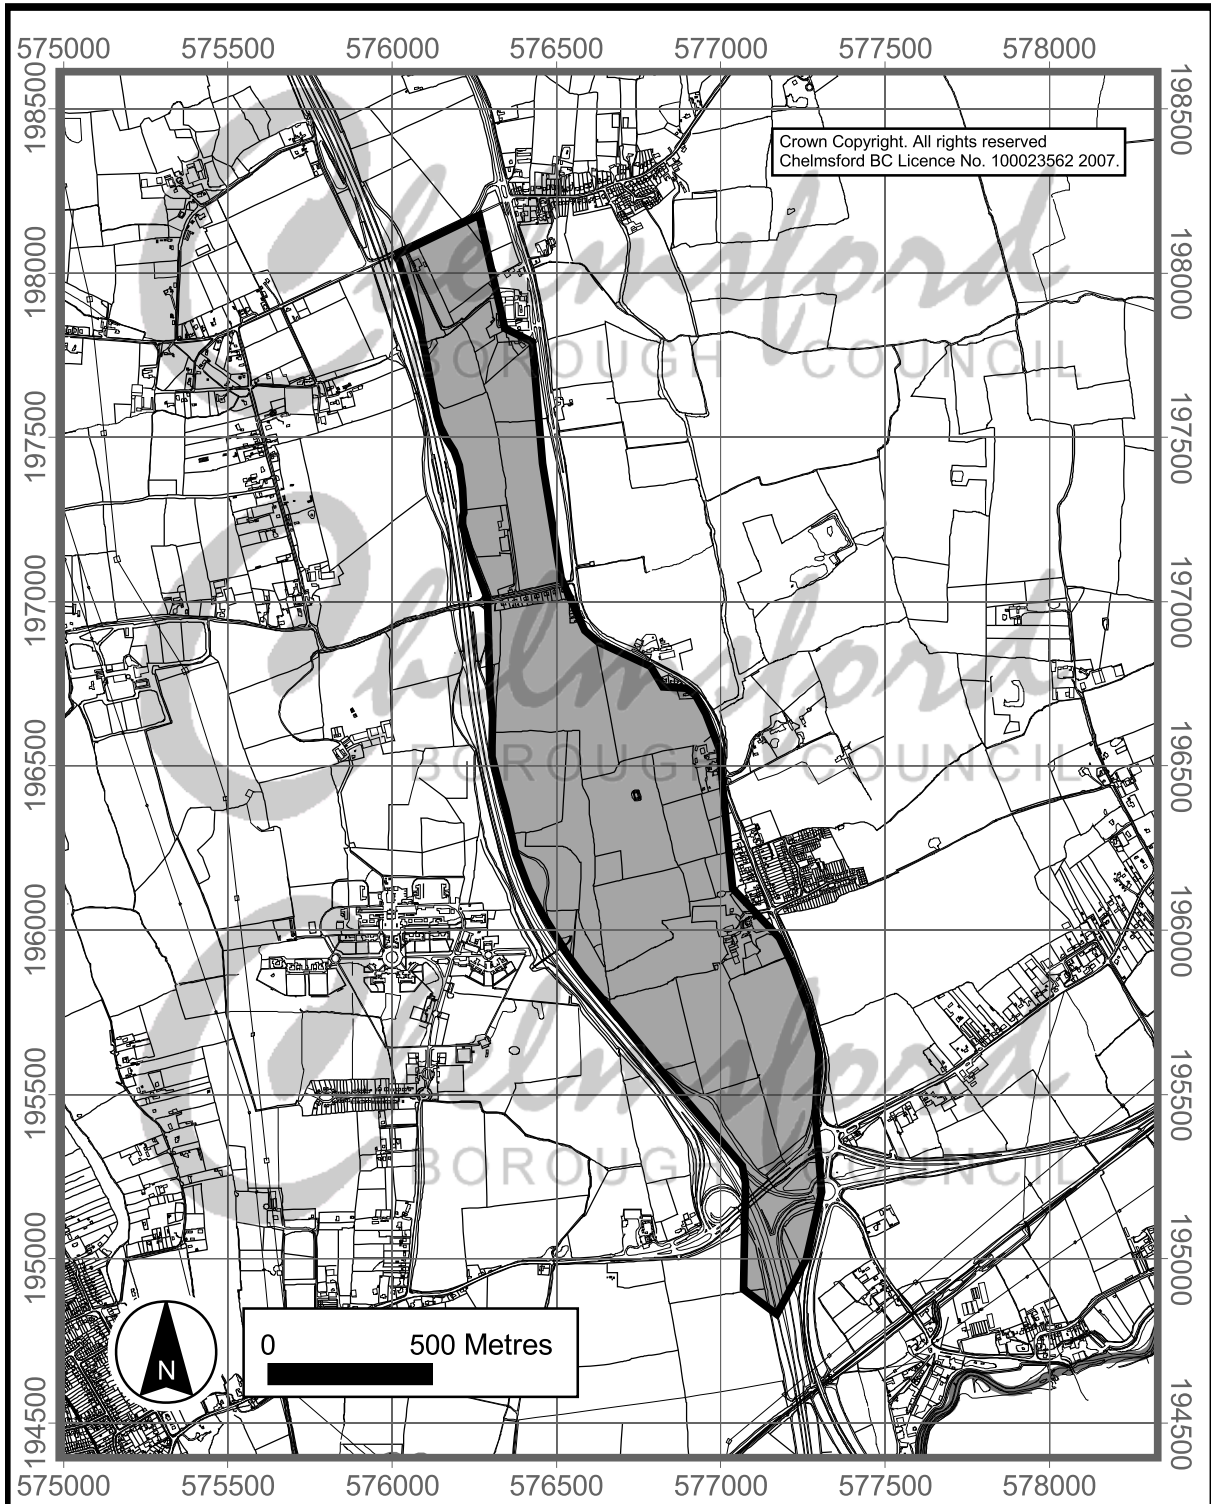 575000 575500 576000 576500 577000 577500 578000
198500
198000
197500
197000
196500
196000
195500
195000
194500
Crown Copyright. All rights reserved
Chelmsford BC Licence No. 100023562 2007.
198500
198000
197500
197000
196500
196000
195500
195000
194500
Chelmsford
BOROUGH COUNCIL
Chelmsford
BOROUGH COUNCIL
Chelmsford
BOROUGH COUNCIL
N
0 500 Metres
575000 575500 576000 576500 577000 577500 578000